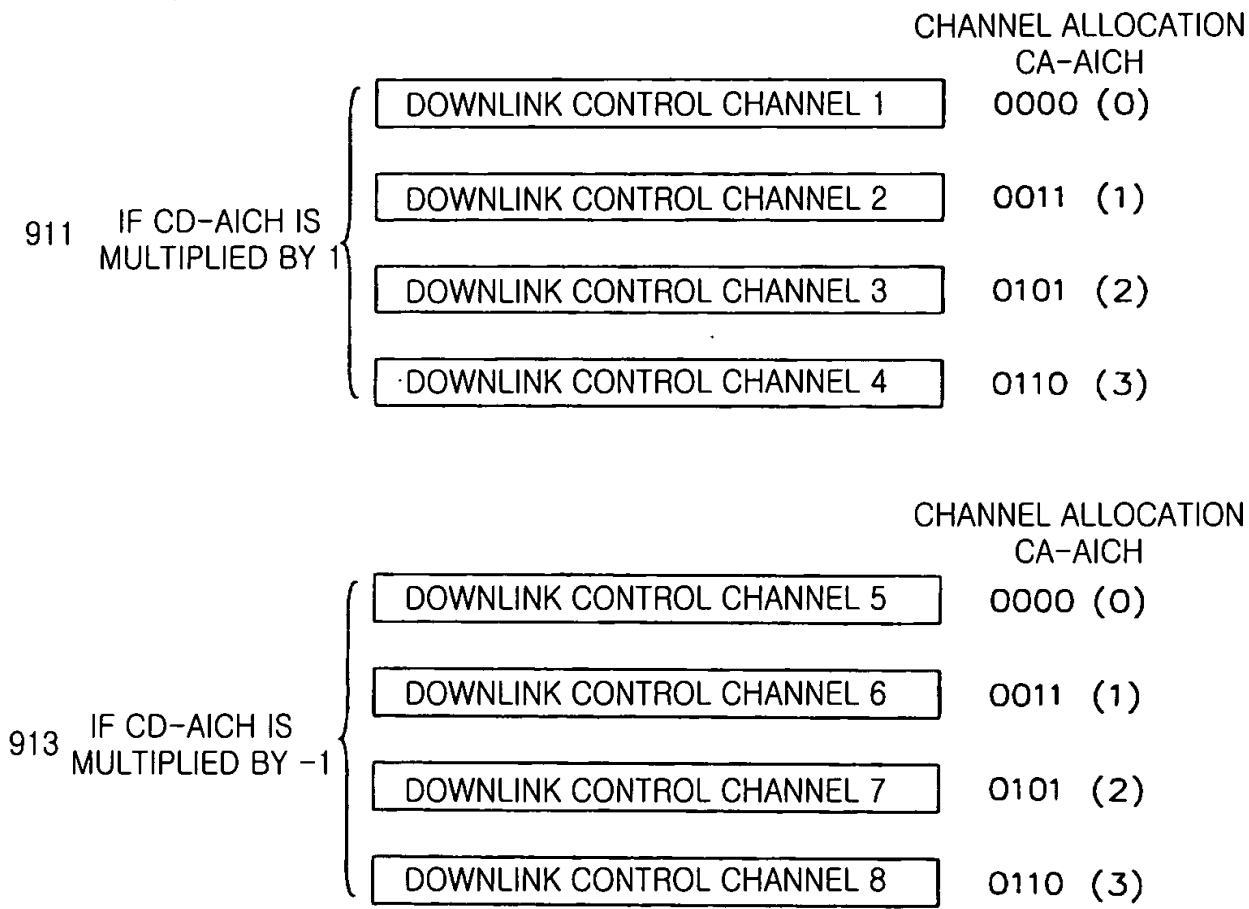 CHANNEL ALLOCATION
CA-AICH
DOWNLINK CONTROL CHANNEL 1 0000 (0)
DOWNLINK CONTROL CHANNEL 2 0011 (1)
911 IF CD-AICH IS
MULTIPLIED BY 1
DOWNLINK CONTROL CHANNEL 3 0101 (2)
DOWNLINK CONTROL CHANNEL 4 0110 (3)
CHANNEL ALLOCATION
CA-AICH
DOWNLINK CONTROL CHANNEL 5 0000 (0)
DOWNLINK CONTROL CHANNEL 6 0011 (1)
913 IF CD-AICH IS
MULTIPLIED BY -1
DOWNLINK CONTROL CHANNEL 7 0101 (2)
DOWNLINK CONTROL CHANNEL 8 0110 (3)